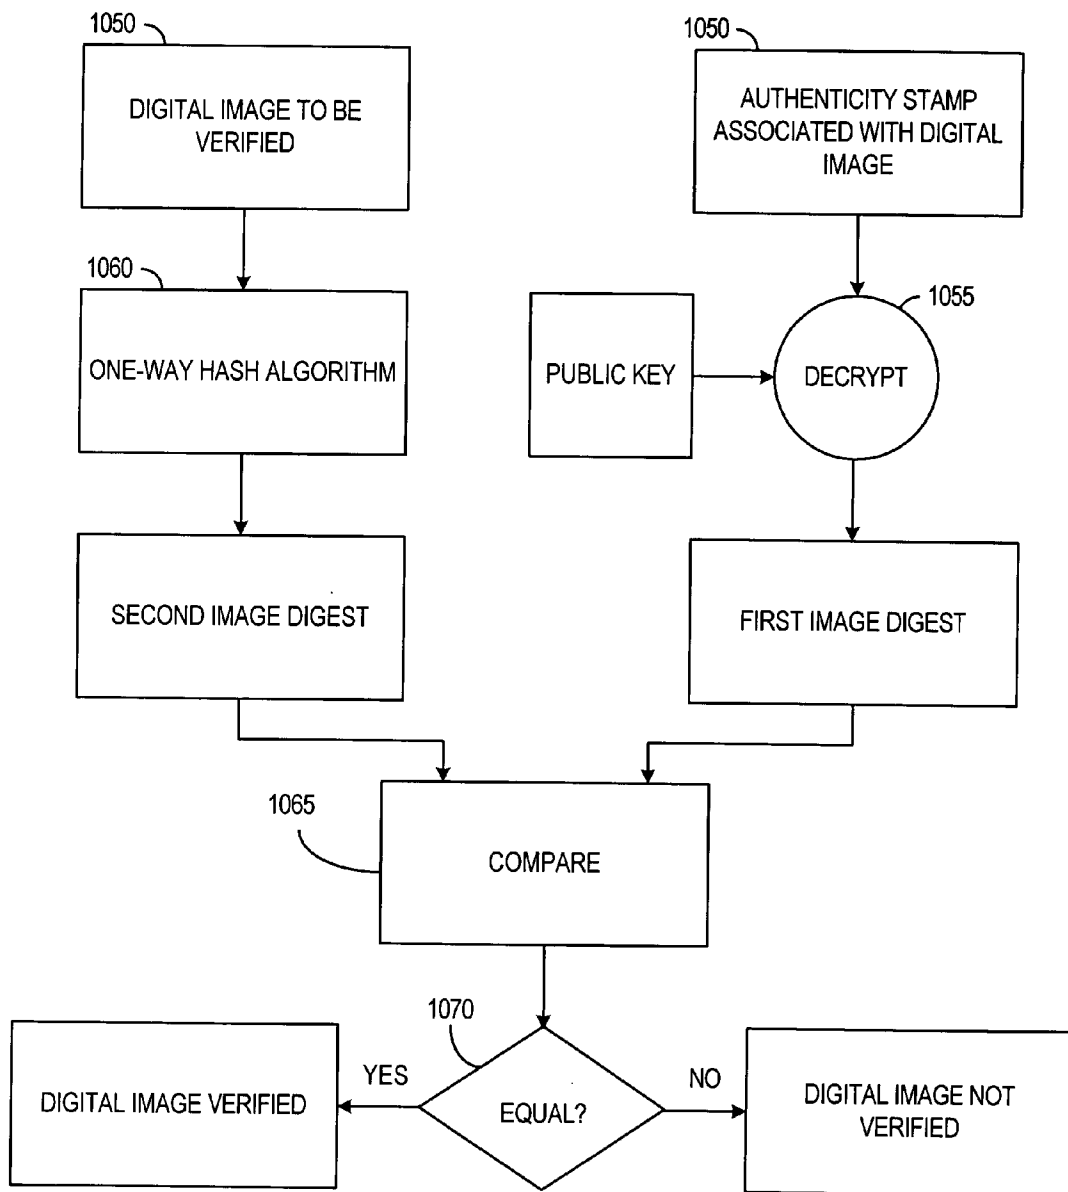 1050
DIGITAL IMAGE TO BE
VERIFIED
1050
AUTHENTICITY STAMP
ASSOCIATED WITH DIGITAL
IMAGE
1060
ONE-WAY HASH ALGORITHM
PUBLIC KEY
1055
DECRYPT
SECOND IMAGE DIGEST
FIRST IMAGE DIGEST
1065
COMPARE
1070
EQUAL?
YES
DIGITAL IMAGE VERIFIED
NO
DIGITAL IMAGE NOT
VERIFIED